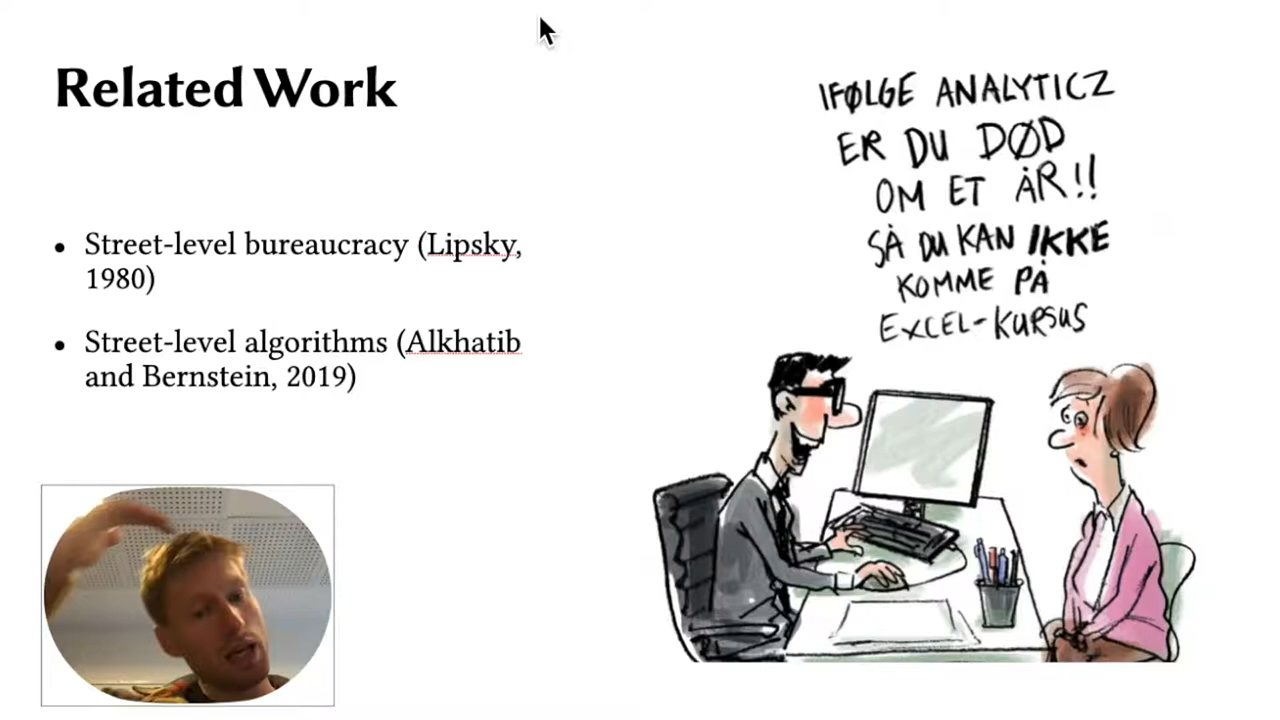 Related Work
• Street-level bureaucracy (Lipsky,
1980)
• Street-level algorithms (Alkhatib
and Bernstein, 2019)
IFØLGE ANALYTICZ
ER DU DØD
OM ET ÅR!!
SÅ DU KAN IKKE
KOMME PÅ
EXCEL-KURSUS